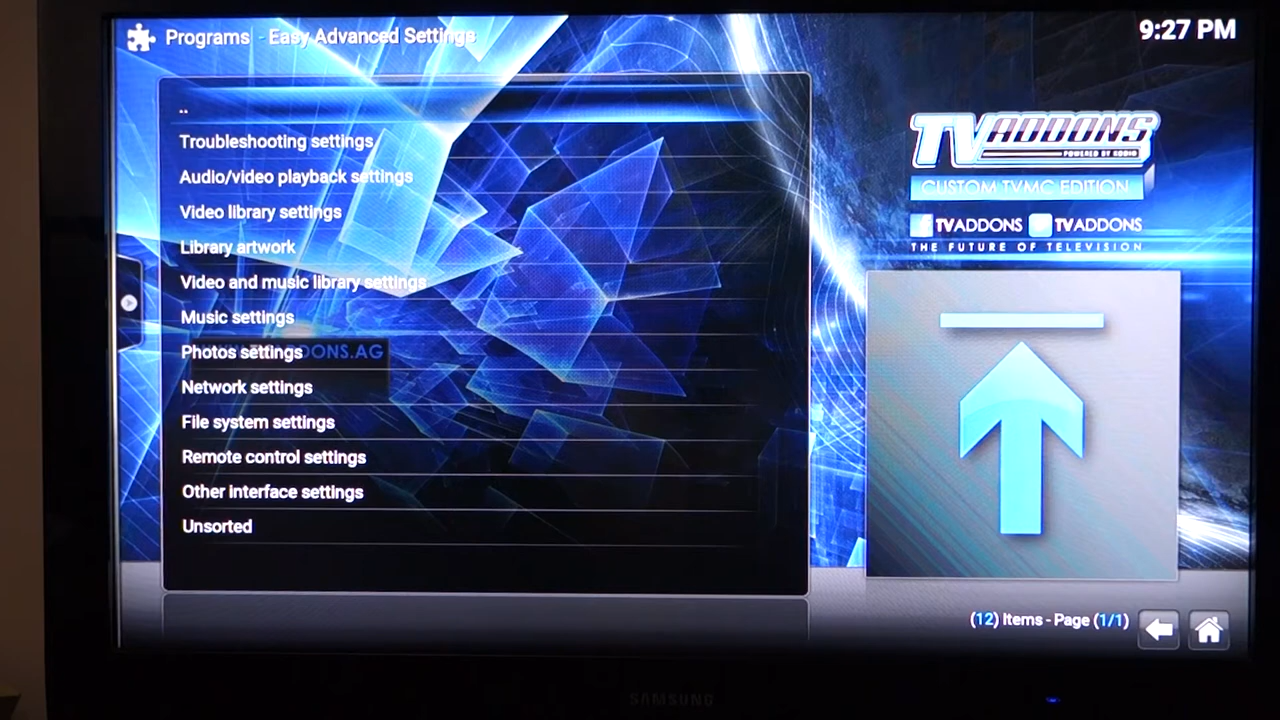 Programs - Easy Advanced Settings
9:27 PM
..
Troubleshooting settings
Audio/video playback settings
Video library settings
Library artwork
Video and music library settings
Music settings
Photos settings
DONS.AG
Network settings
File system settings
Remote control settings
Other interface settings
Unsorted
TVADDONS
POWERED BY KODI
CUSTOM TVMC EDITION
TVADDONS TVADDONS
THE FUTURE OF TELEVISION
(12) Items - Page (1/1)
SAMSUNG